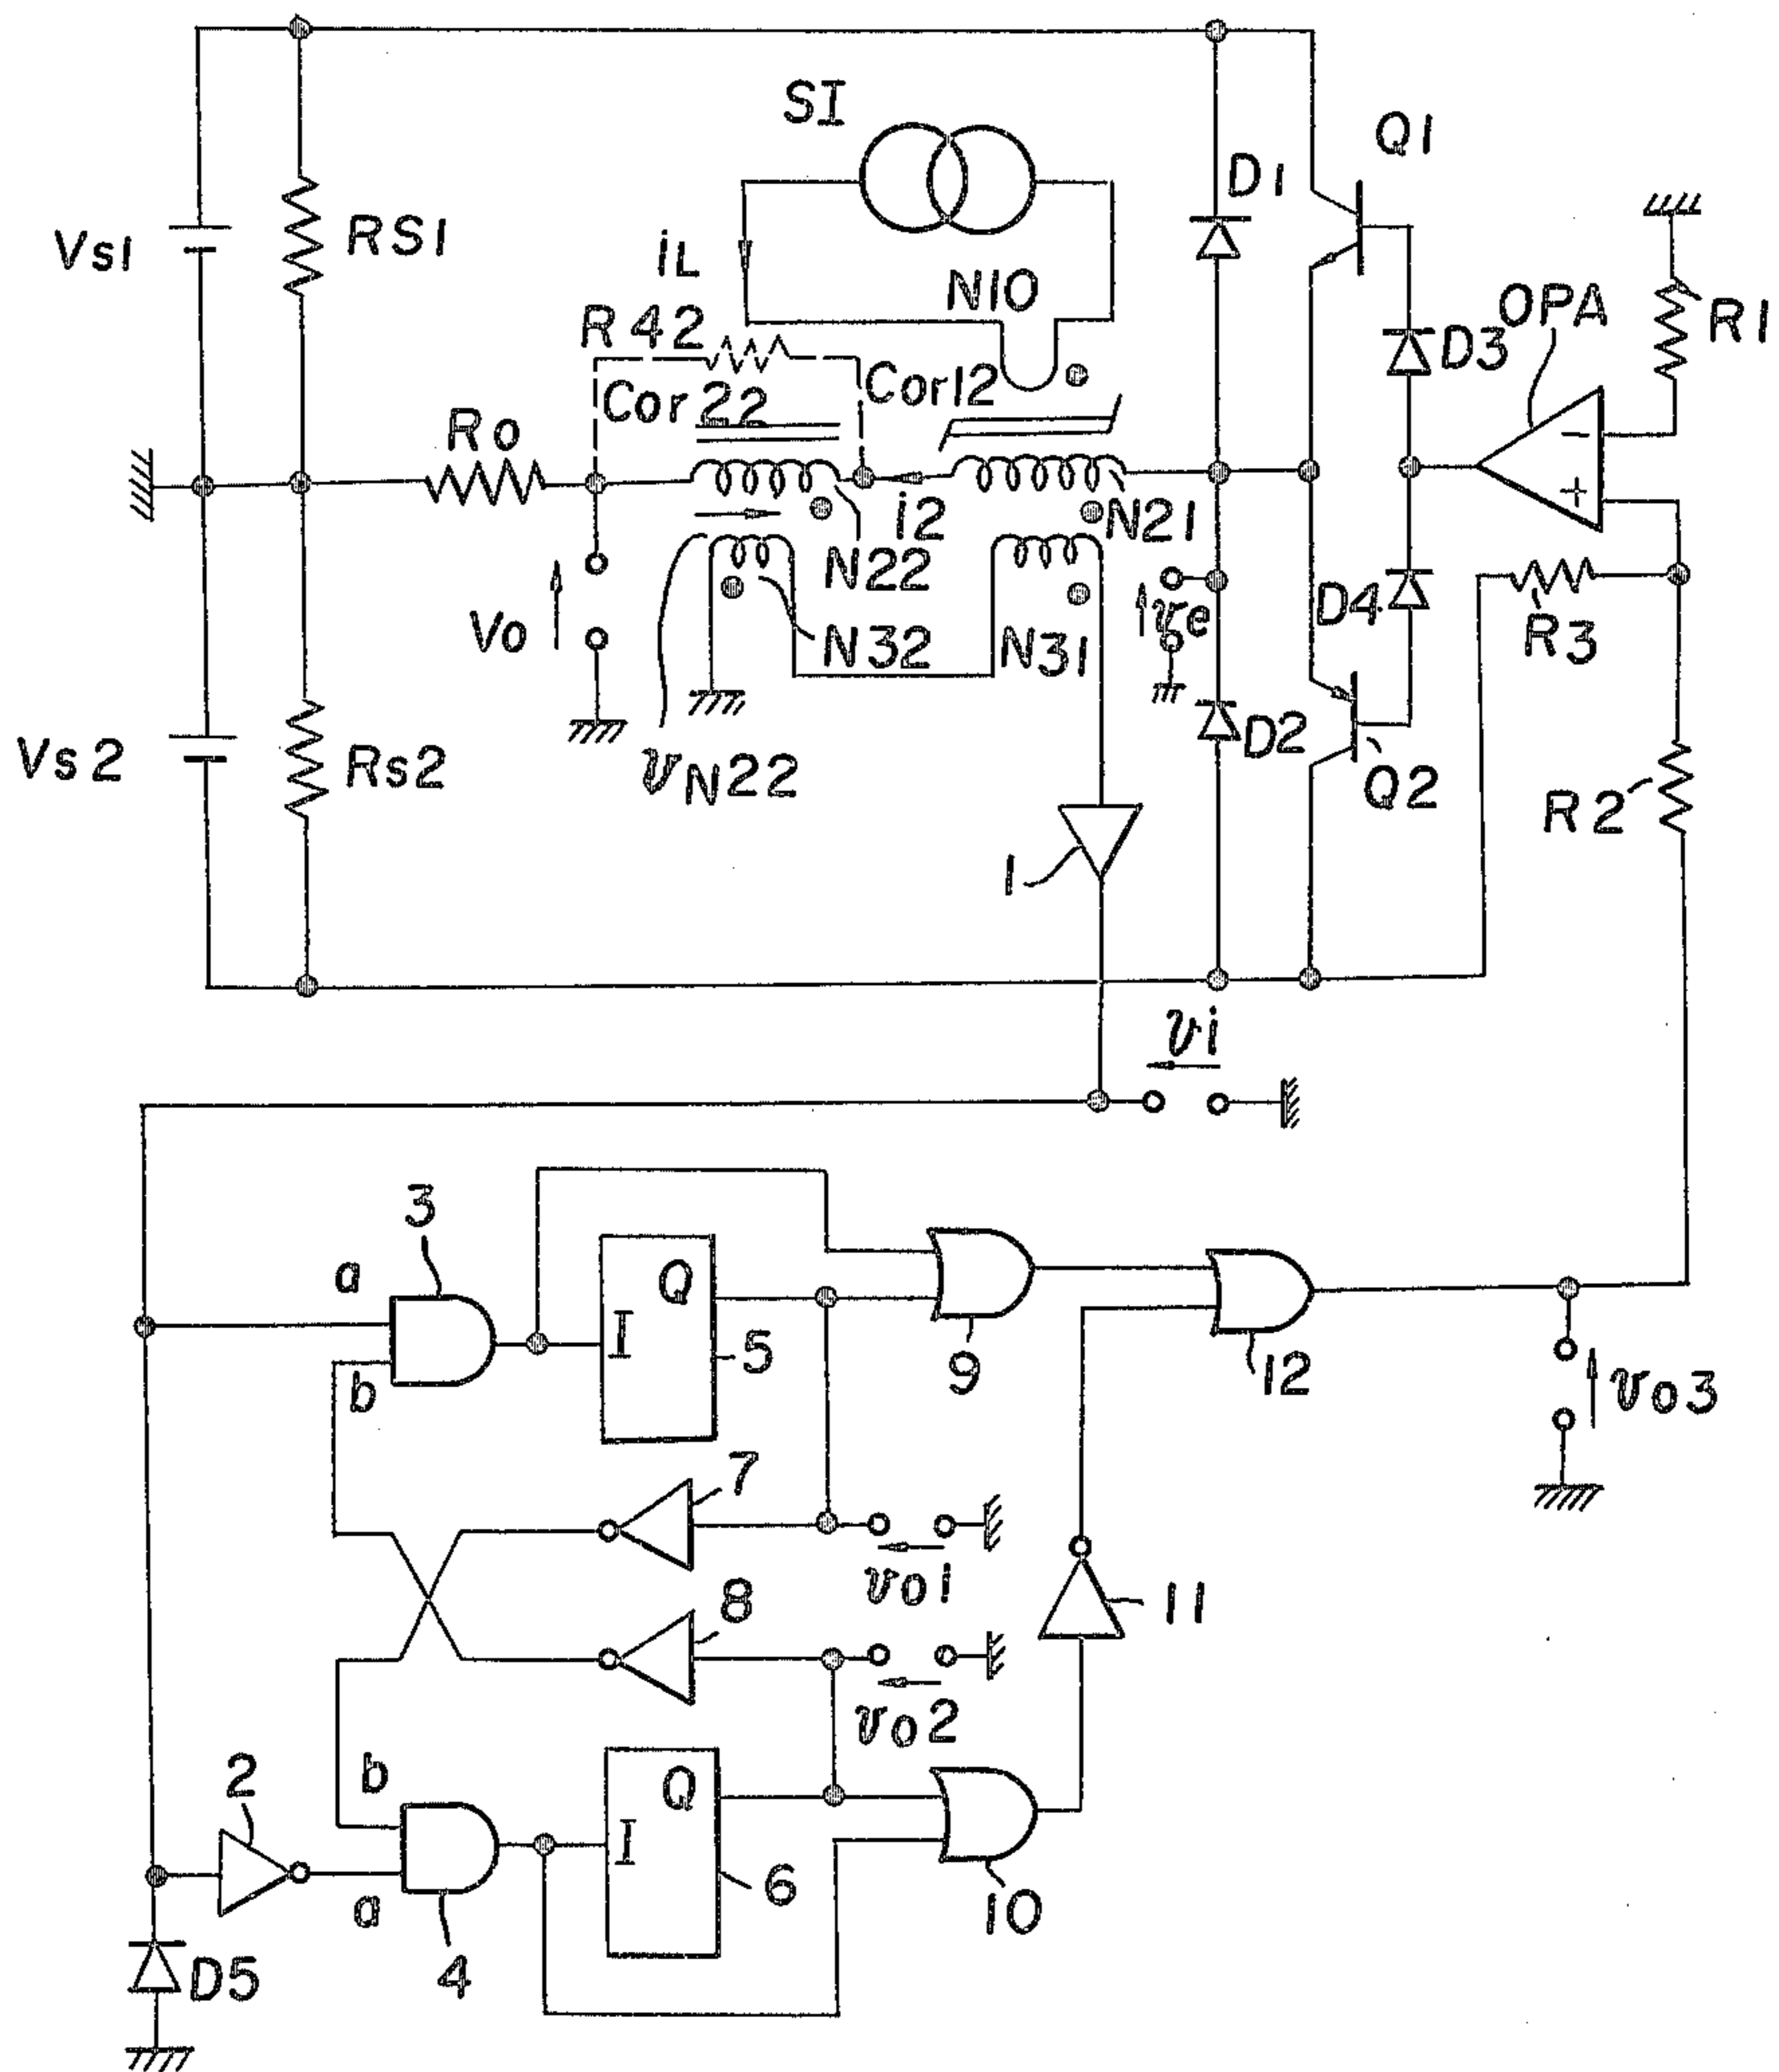 SI
Q1
D1
Vs1
RS1
iL
N10
OPA
R1
R42
D3
Cor22
Cor12
Ro
-
+
i2
N21
N22
Vo
N32
N31
ve
D4
R3
Vs2
Rs2
vN22
D2
Q2
R2
1
vi
3
a
Q
I
5
b
9
12
vo3
7
vo1
8
11
vo2
2
b
Q
I
6
a
4
10
D5